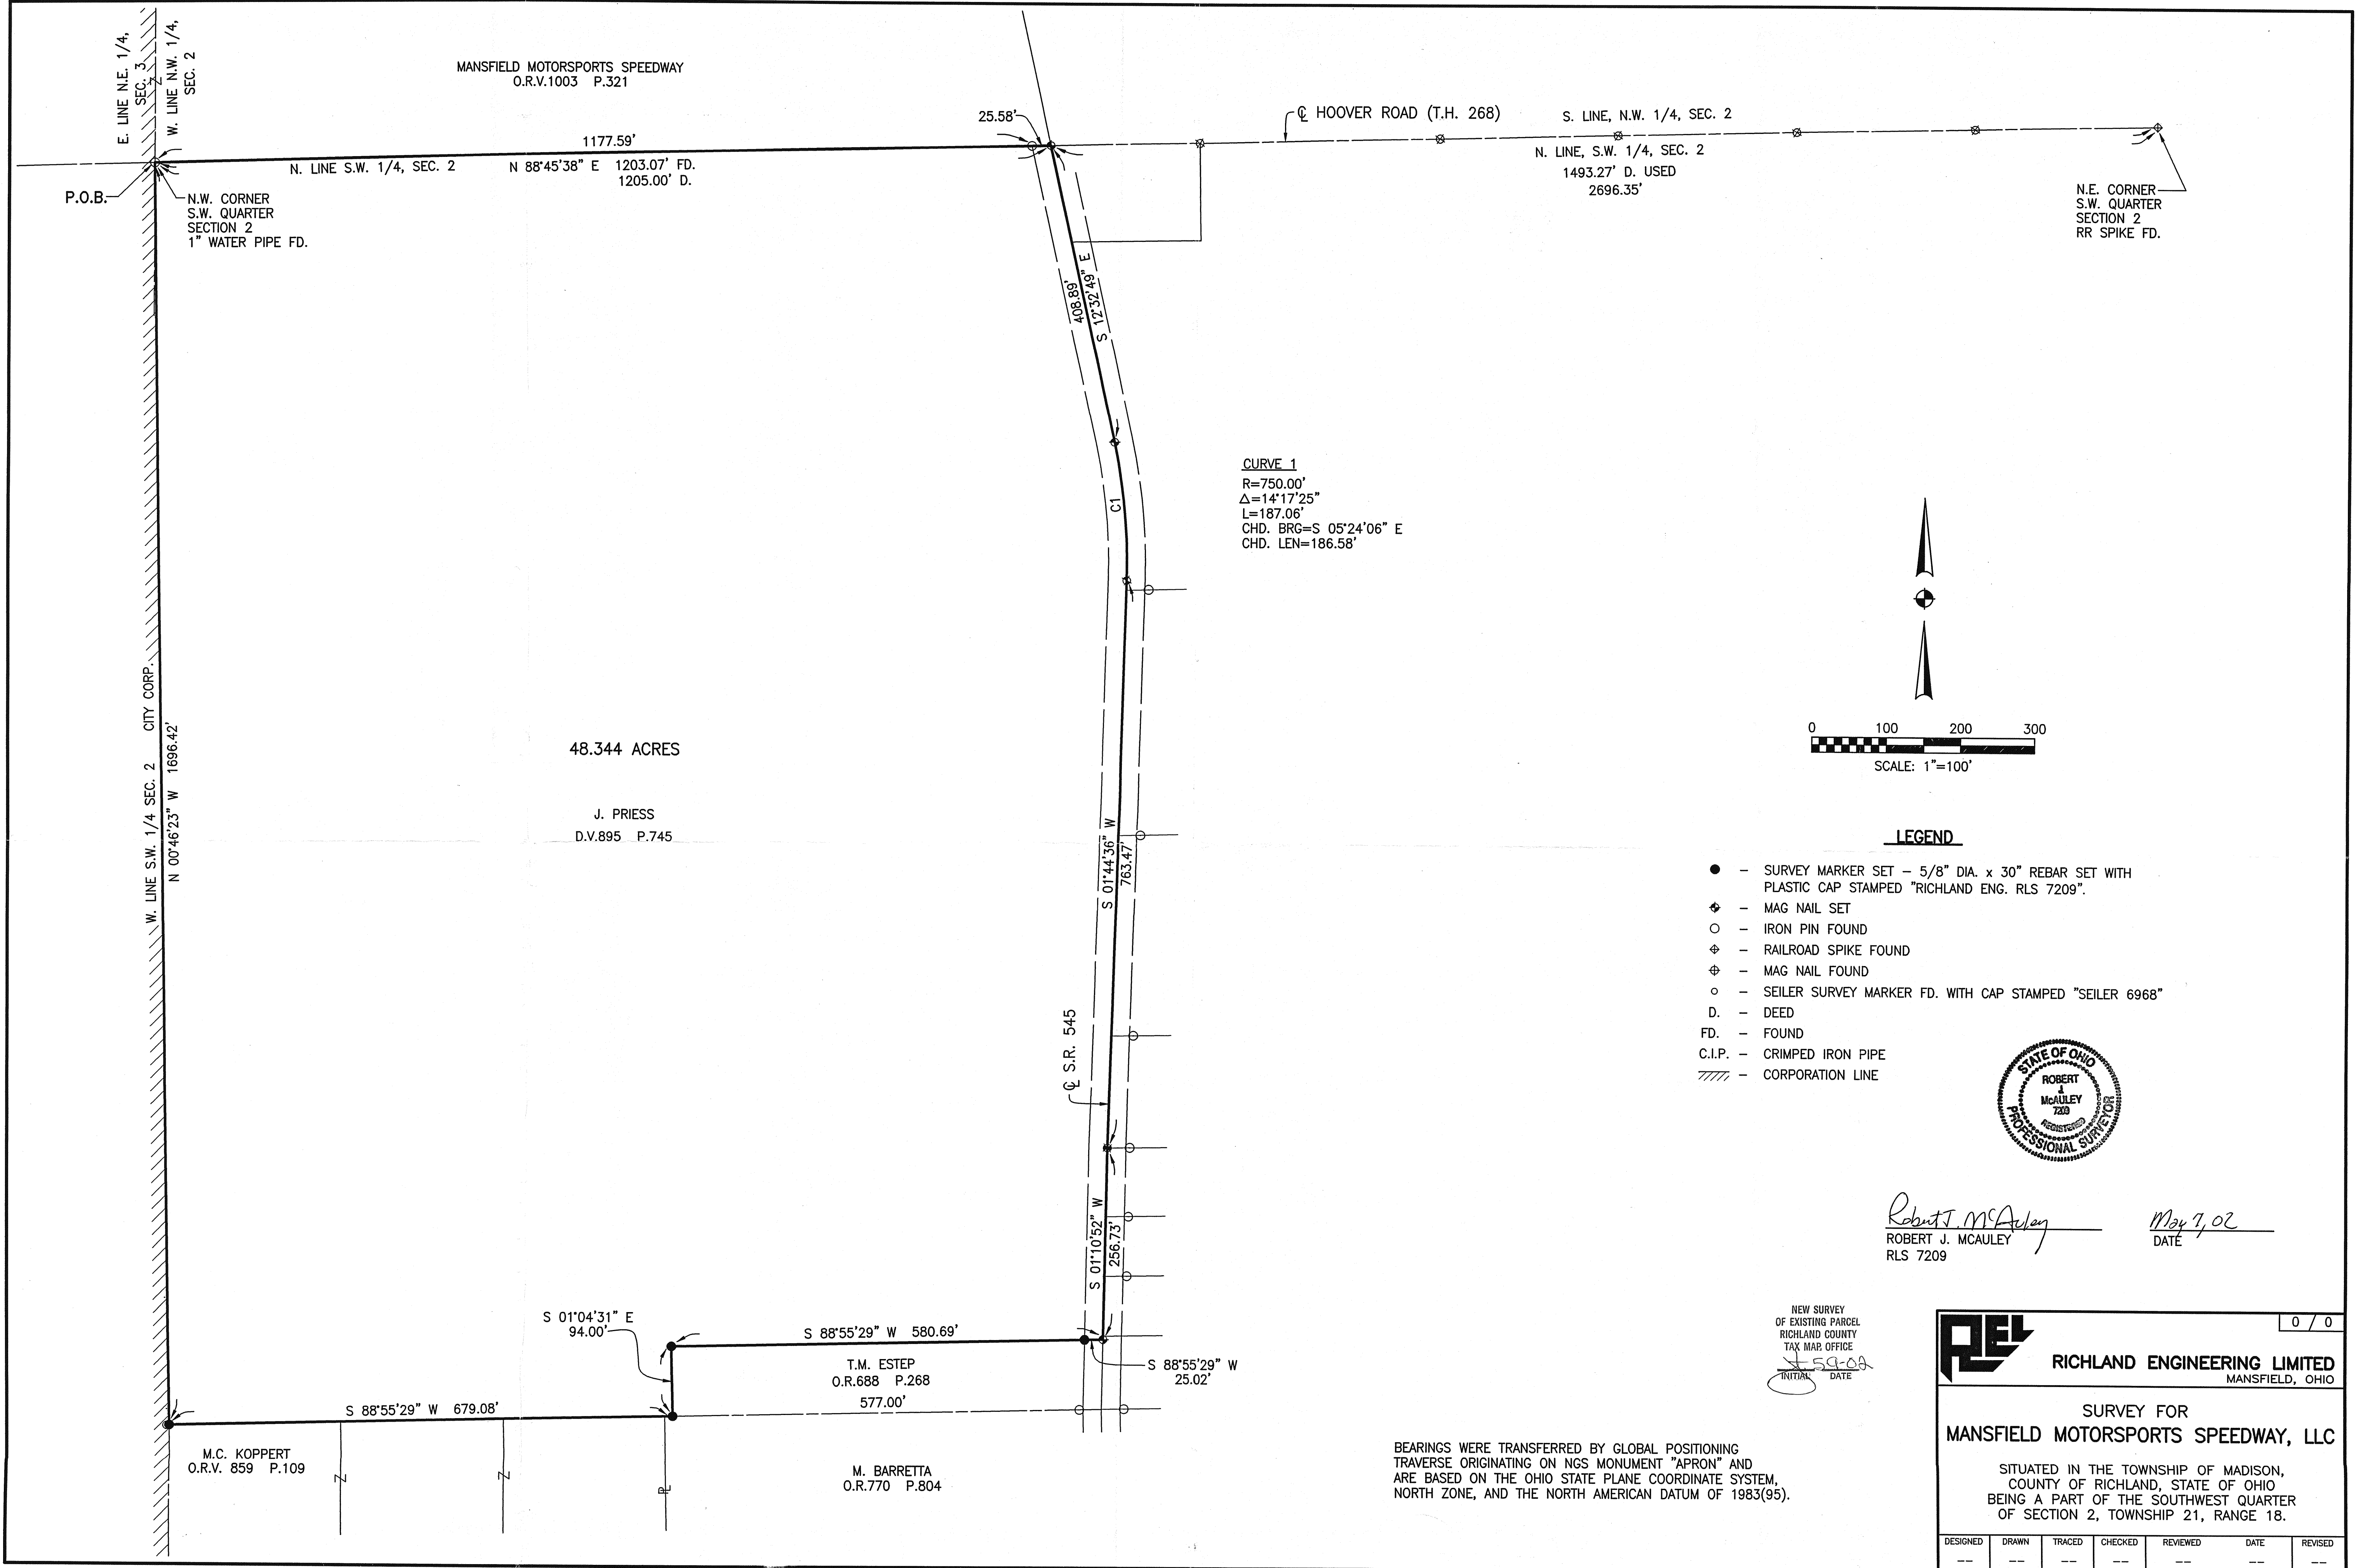 E. LINE N.E. 1/4,
SEC. 3
W. LINE N.W. 1/4,
SEC. 2
MANSFIELD MOTORSPORTS SPEEDWAY
O.R.V.1003 P.321
1177.59'
25.58'
N. LINE S.W. 1/4, SEC. 2 N 88°45'38" E 1203.07' FD.
1205.00' D.
P.O.B.
N.W. CORNER
S.W. QUARTER
SECTION 2
1" WATER PIPE FD.
℄ HOOVER ROAD (T.H. 268)
S. LINE, N.W. 1/4, SEC. 2
N. LINE, S.W. 1/4, SEC. 2
1493.27' D. USED
2696.35'
N.E. CORNER
S.W. QUARTER
SECTION 2
RR SPIKE FD.
408.89'
S 12°32'49" E
C1
CURVE 1
R=750.00'
△=14°17'25"
L=187.06'
CHD. BRG=S 05°24'06" E
CHD. LEN=186.58'
W. LINE S.W. 1/4 SEC. 2 CITY CORP.
N 00°46'23" W 1696.42'
48.344 ACRES
J. PRIESS
D.V.895 P.745
S 01°44'36" W
763.47'
℄ S.R. 545
S 01°10'52" W
256.73'
S 01°04'31" E
94.00'
S 88°55'29" W 580.69'
T.M. ESTEP
O.R.688 P.268
577.00'
S 88°55'29" W
25.02'
S 88°55'29" W 679.08'
M.C. KOPPERT
O.R.V. 859 P.109
M. BARRETTA
O.R.770 P.804
0 100 200 300
SCALE: 1"=100'
LEGEND
– SURVEY MARKER SET – 5/8" DIA. x 30" REBAR SET WITH
PLASTIC CAP STAMPED "RICHLAND ENG. RLS 7209".
– MAG NAIL SET
– IRON PIN FOUND
– RAILROAD SPIKE FOUND
– MAG NAIL FOUND
– SEILER SURVEY MARKER FD. WITH CAP STAMPED "SEILER 6968"
D. – DEED
FD. – FOUND
C.I.P. – CRIMPED IRON PIPE
– CORPORATION LINE
STATE OF OHIO
ROBERT
J.
McAULEY
7209
REGISTERED
PROFESSIONAL SURVEYOR
Robert J. McAuley
ROBERT J. MCAULEY
RLS 7209
May 7, 02
DATE
NEW SURVEY
OF EXISTING PARCEL
RICHLAND COUNTY
TAX MAP OFFICE
INITIAL DATE
BEARINGS WERE TRANSFERRED BY GLOBAL POSITIONING
TRAVERSE ORIGINATING ON NGS MONUMENT "APRON" AND
ARE BASED ON THE OHIO STATE PLANE COORDINATE SYSTEM,
NORTH ZONE, AND THE NORTH AMERICAN DATUM OF 1983(95).
0 / 0
REL
RICHLAND ENGINEERING LIMITED
MANSFIELD, OHIO
SURVEY FOR
MANSFIELD MOTORSPORTS SPEEDWAY, LLC
SITUATED IN THE TOWNSHIP OF MADISON,
COUNTY OF RICHLAND, STATE OF OHIO
BEING A PART OF THE SOUTHWEST QUARTER
OF SECTION 2, TOWNSHIP 21, RANGE 18.
DESIGNED DRAWN TRACED CHECKED REVIEWED DATE REVISED
-- -- -- -- -- -- --